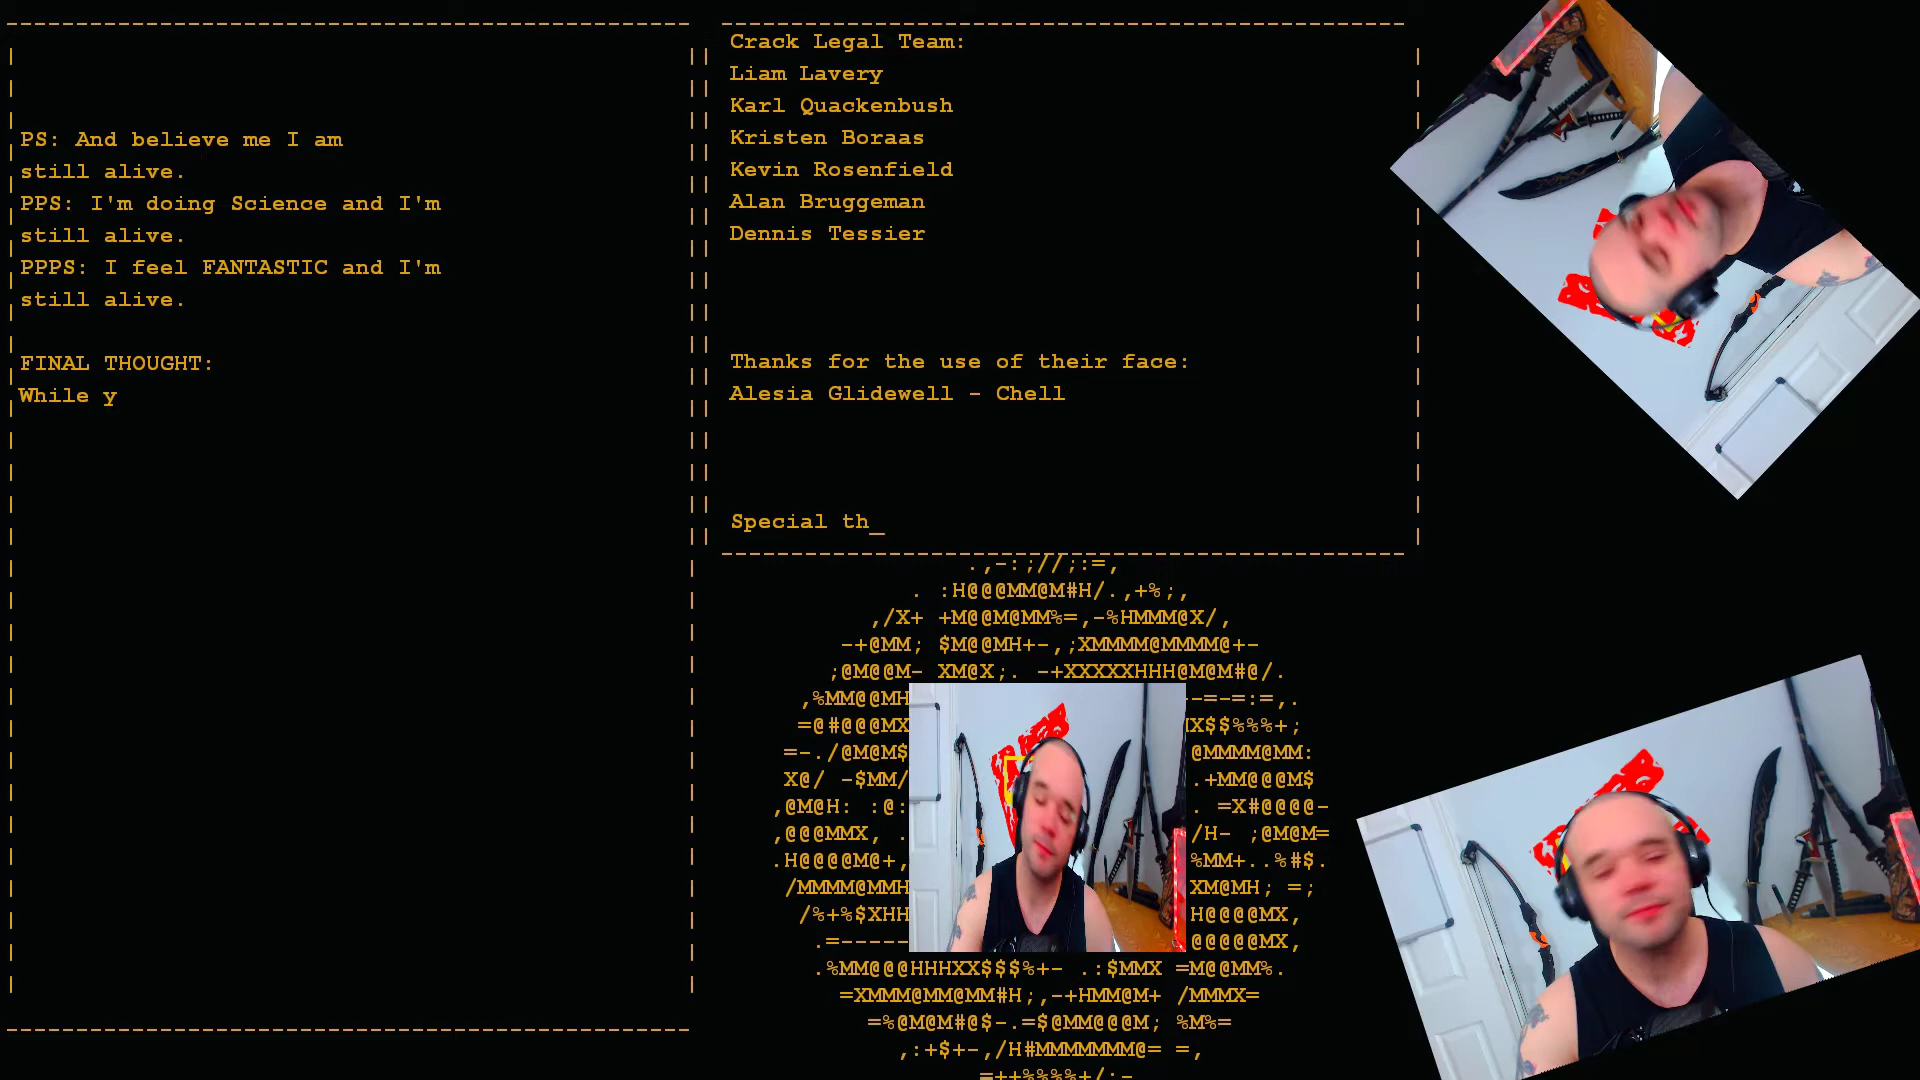 PS: And believe me I am
still alive.
PPS: I'm doing Science and I'm
still alive.
PPPS: I feel FANTASTIC and I'm
still alive.
FINAL THOUGHT:
While y
Crack Legal Team:
Liam Lavery
Karl Quackenbush
Kristen Boraas
Kevin Rosenfield
Alan Bruggeman
Dennis Tessier
Thanks for the use of their face:
Alesia Glidewell - Chell
Special th_